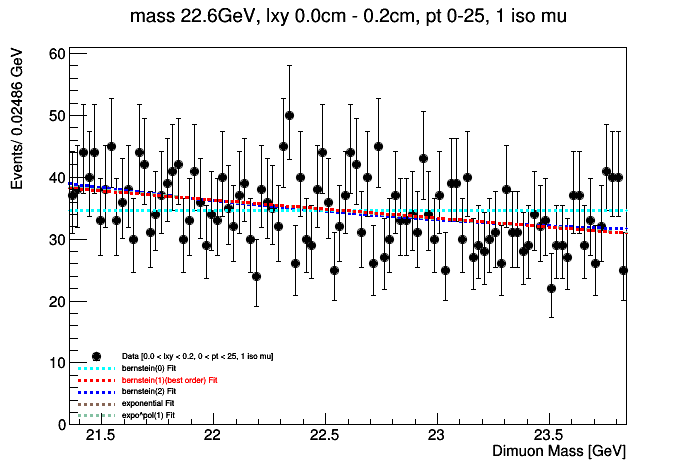 mass 22.6GeV, lxy 0.0cm - 0.2cm, pt 0-25, 1 iso mu
Events/ 0.02486 GeV
60
50
40
30
20
10
0
Data [0.0 < lxy < 0.2, 0 < pt < 25, 1 iso mu]
bernstein(0) Fit
bernstein(1)(best order) Fit
bernstein(2) Fit
exponential Fit
expo^pol(1) Fit
21.5 22 22.5 23 23.5
Dimuon Mass [GeV]